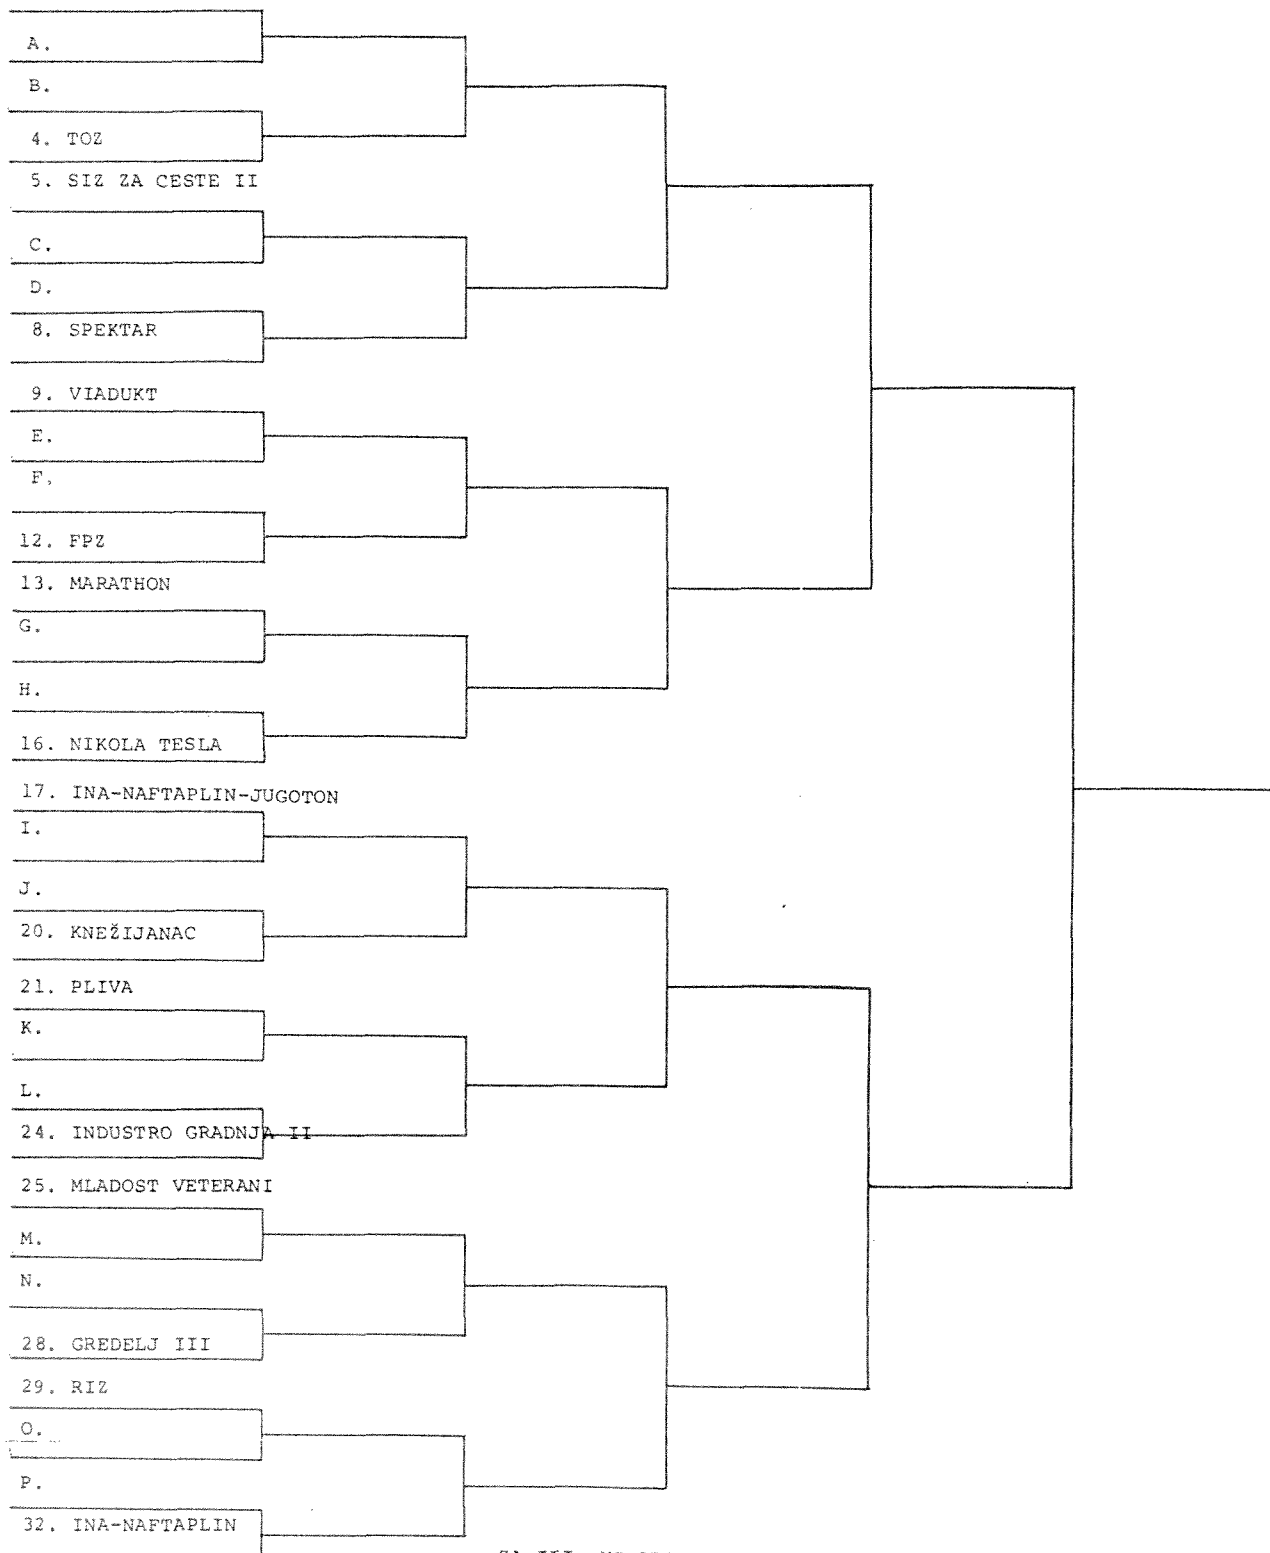 A.
B.
4. TOZ
5. SIZ ZA CESTE II
C.
D.
8. SPEKTAR
9. VIADUKT
E.
F.
12. FPZ
13. MARATHON
G.
H.
16. NIKOLA TESLA
17. INA-NAFTAPLIN-JUGOTON
I.
J.
20. KNEŽIJANAC
21. PLIVA
K.
L.
24. INDUSTRO GRADNJA II
25. MLADOST VETERANI
M.
N.
28. GREDELJ III
29. RIZ
O.
P.
32. INA-NAFTAPLIN